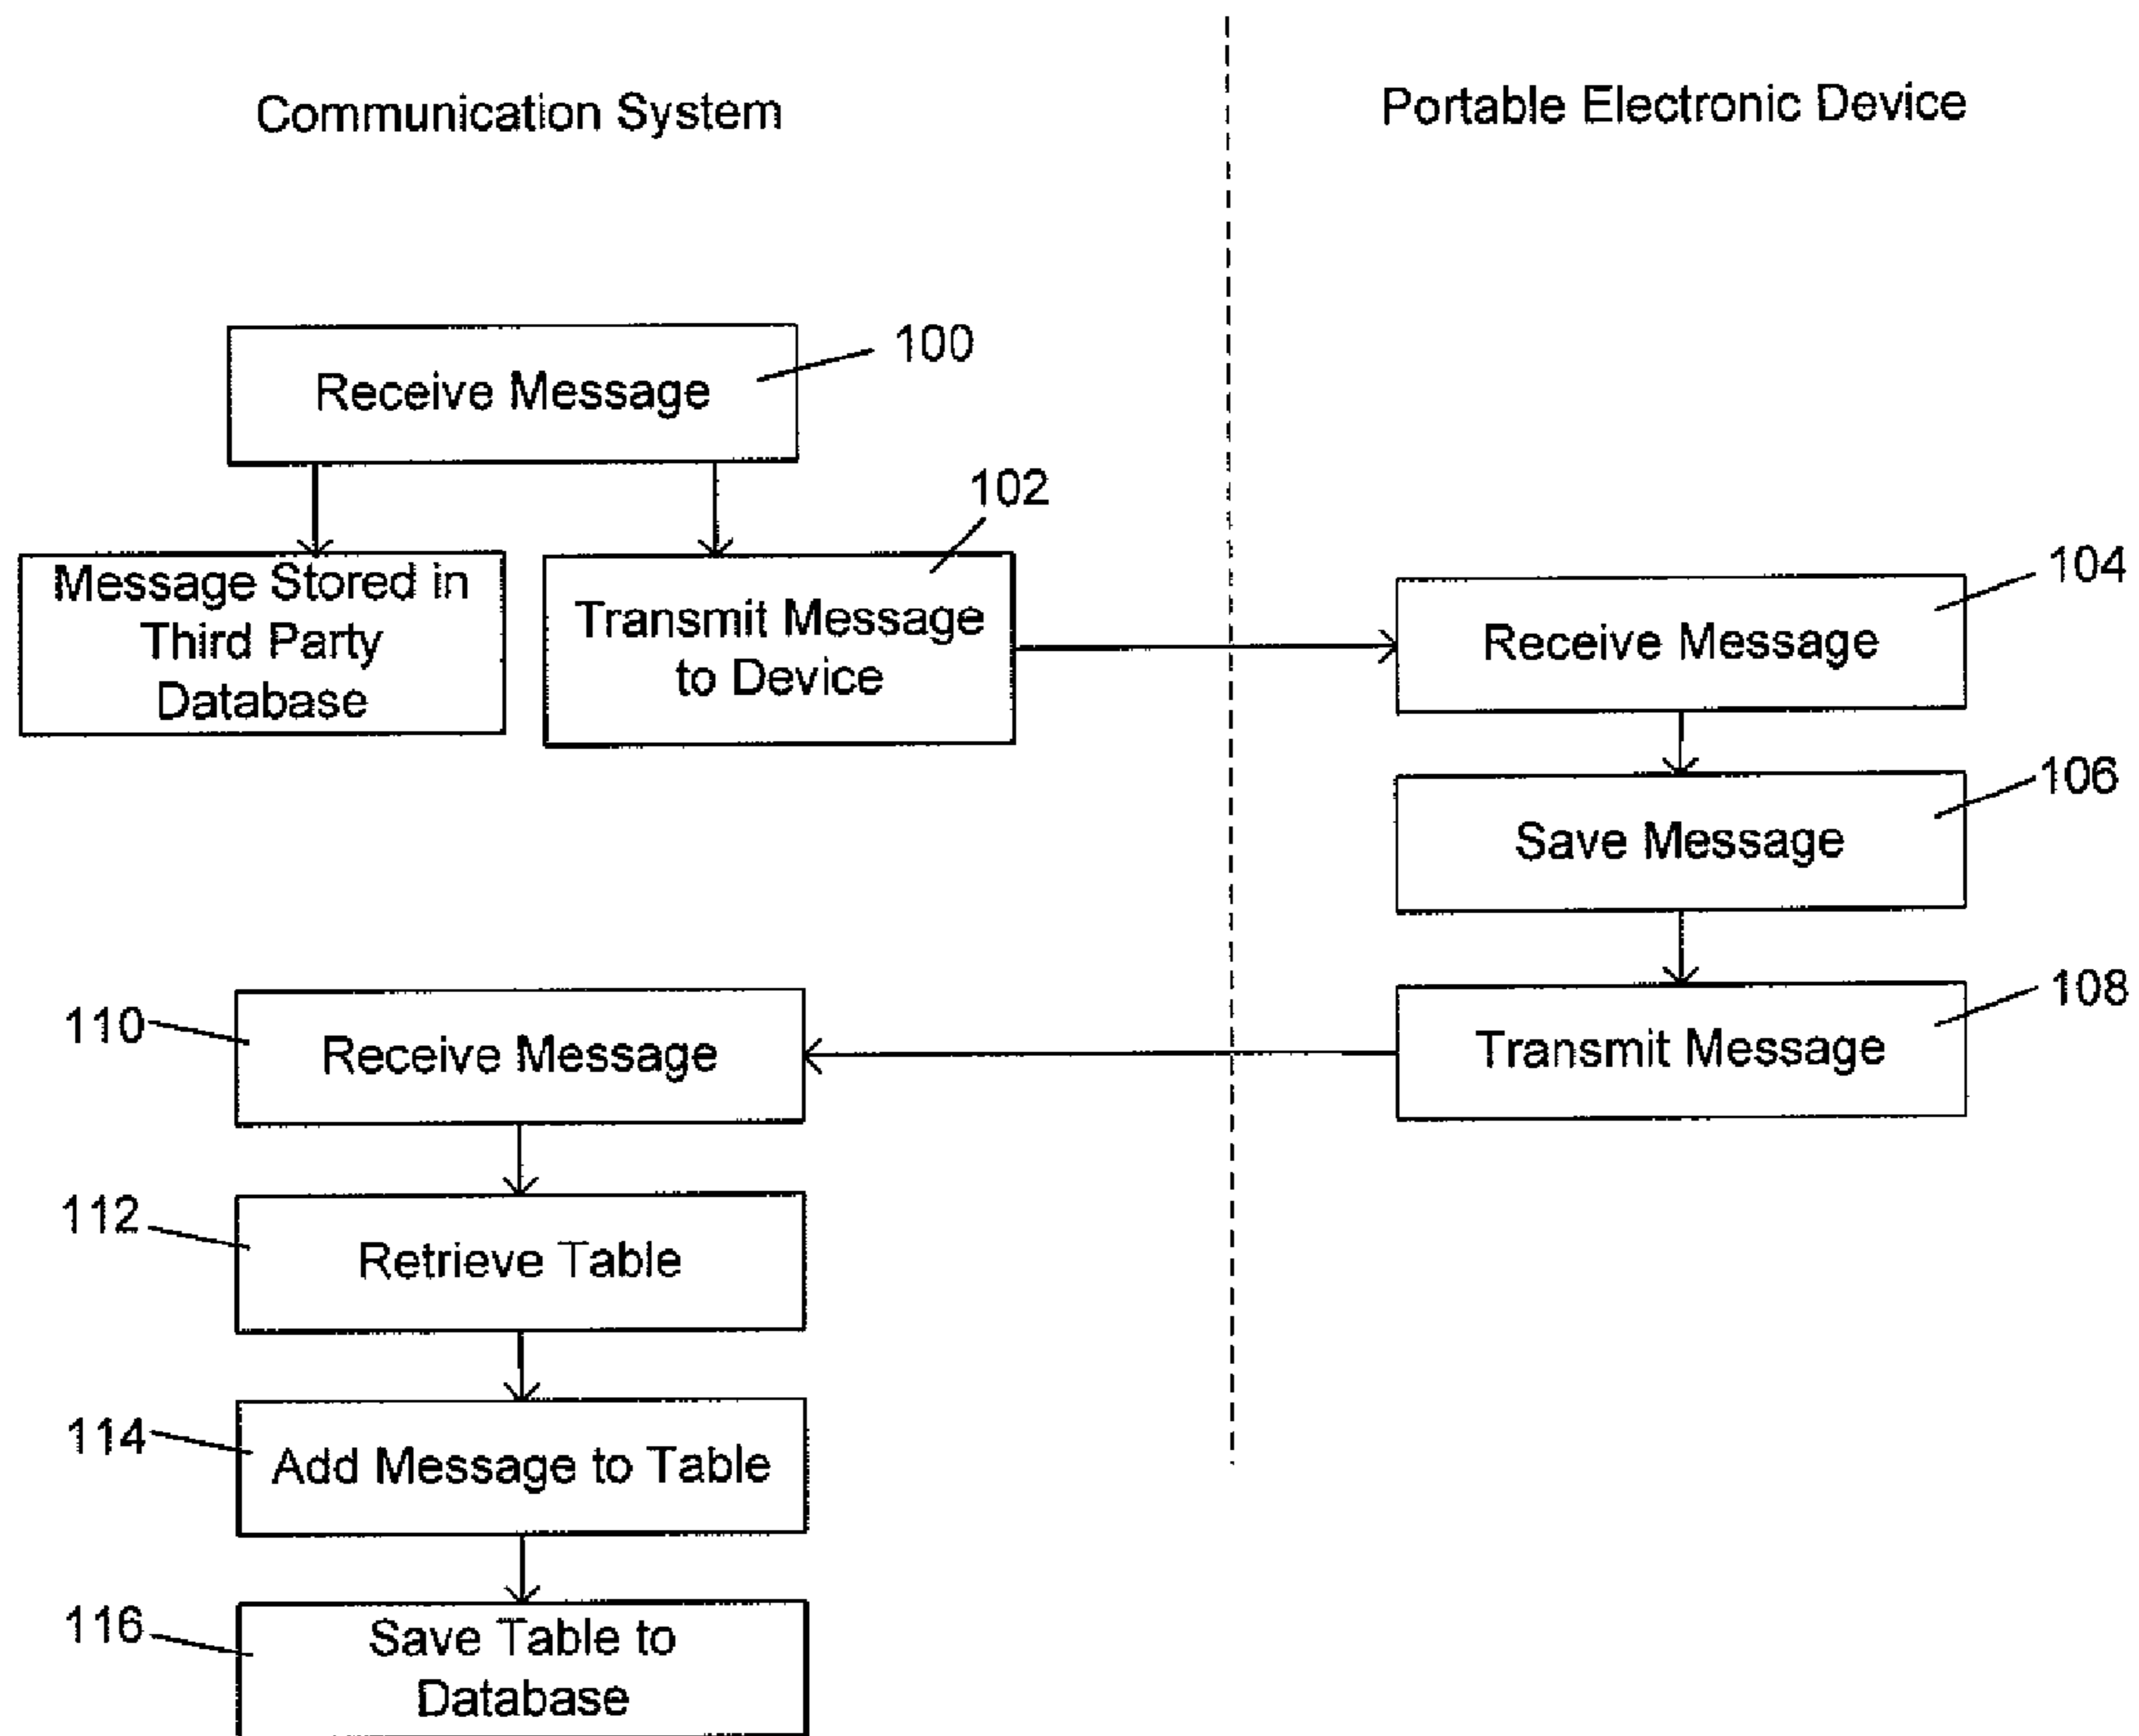 Communication System
Portable Electronic Device
Receive Message
100
Message Stored in
Third Party
Database
102
Transmit Message
to Device
104
Receive Message
106
Save Message
108
Transmit Message
110
Receive Message
112
Retrieve Table
114
Add Message to Table
116
Save Table to
Database